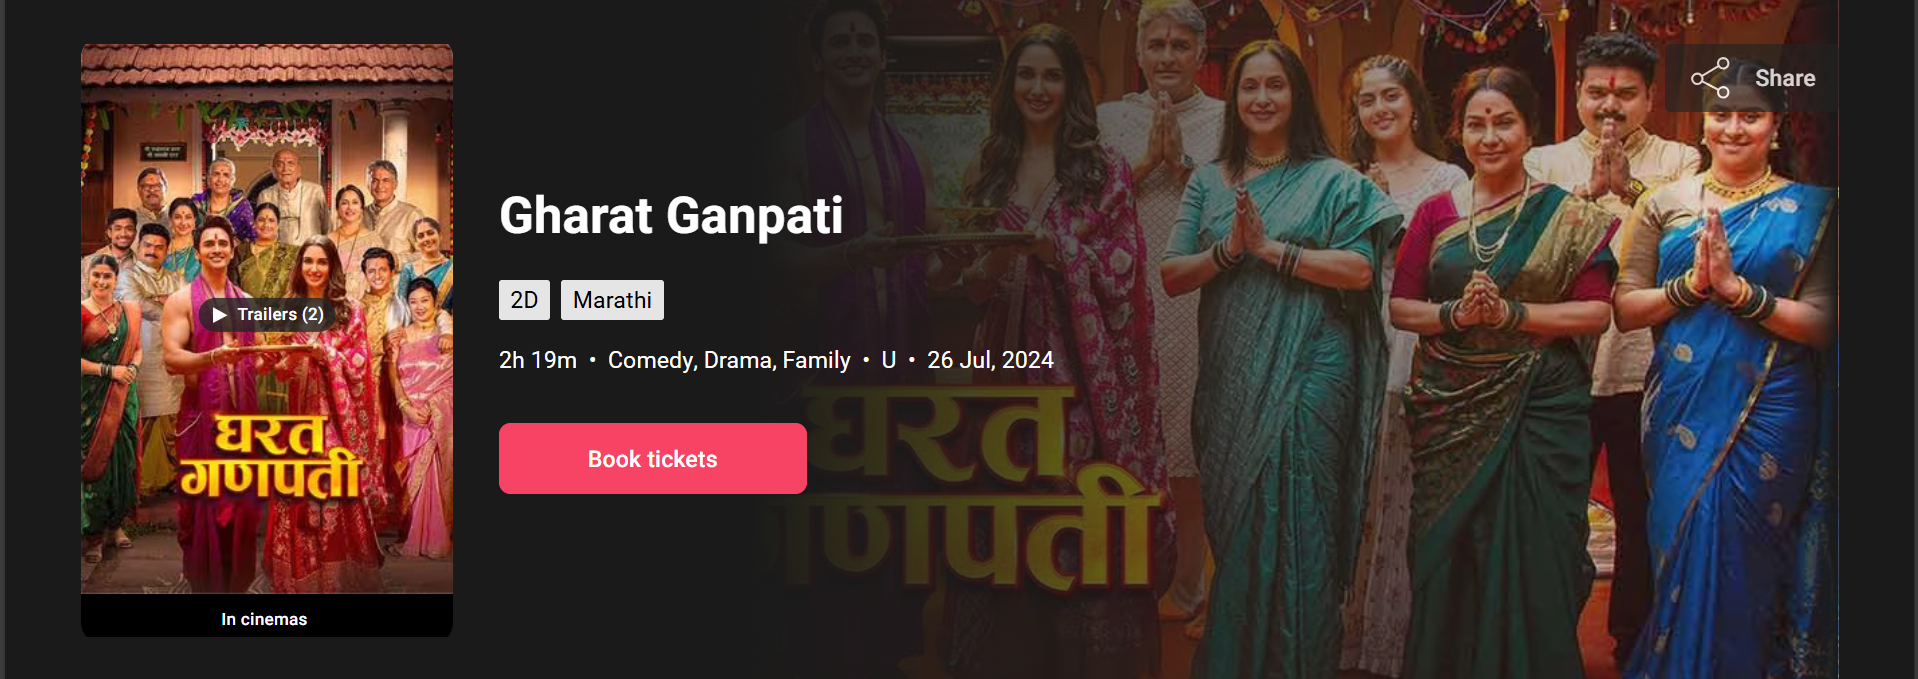 Share
Gharat Ganpati
2D Marathi
Trailers (2)
2h 19m • Comedy, Drama, Family • U • 26 Jul, 2024
घरत
गणपती
Book tickets
In cinemas
घरत
गणपती